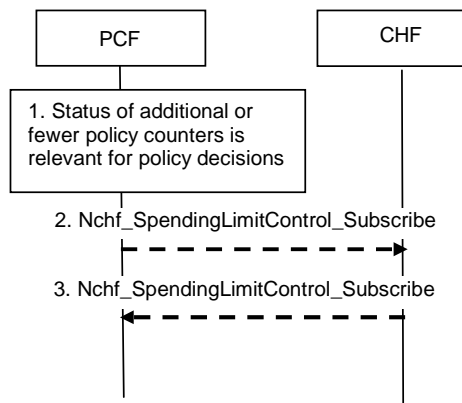 PCF
CHF
1. Status of additional or
fewer policy counters is
relevant for policy decisions
2. Nchf_SpendingLimitControl_Subscribe
3. Nchf_SpendingLimitControl_Subscribe